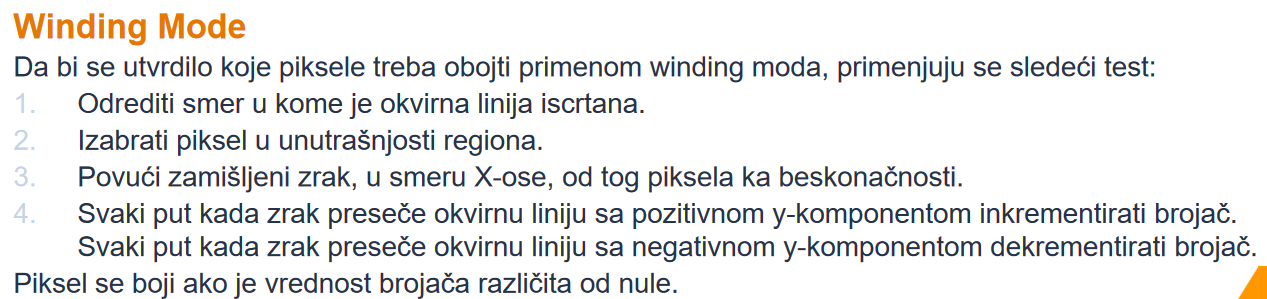 Winding Mode
Da bi se utvrdilo koje piksele treba obojti primenom winding moda, primenjuju se sledeći test:
1. Odrediti smer u kome je okvirna linija iscrtana.
2. Izabrati piksel u unutrašnjosti regiona.
3. Povući zamišljeni zrak, u smeru X-ose, od tog piksela ka beskonačnosti.
4. Svaki put kada zrak preseče okvirnu liniju sa pozitivnom y-komponentom inkrementirati brojač.
Svaki put kada zrak preseče okvirnu liniju sa negativnom y-komponentom dekrementirati brojač.
Piksel se boji ako je vrednost brojača različita od nule.